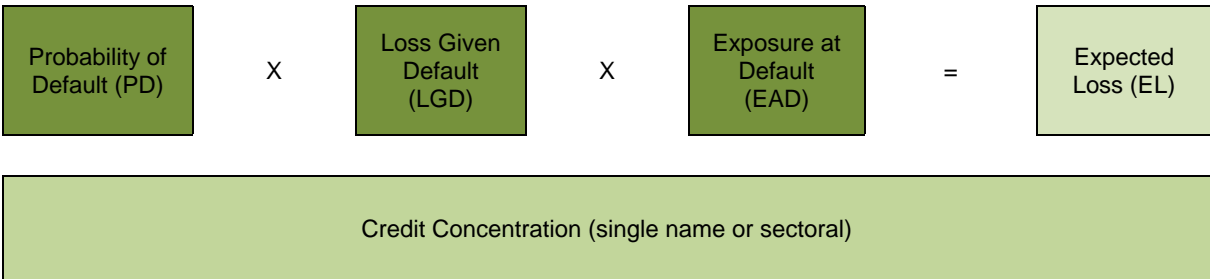 Probability of
Default (PD)
X
Loss Given
Default
(LGD)
X
Exposure at
Default
(EAD)
=
Expected
Loss (EL)
Credit Concentration (single name or sectoral)